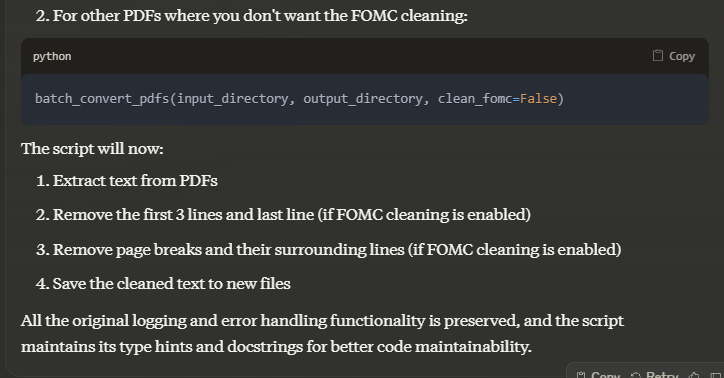 2. For other PDFs where you don't want the FOMC cleaning:
python
Copy
batch_convert_pdfs(input_directory, output_directory, clean_fomc=False)
The script will now:
1. Extract text from PDFs
2. Remove the first 3 lines and last line (if FOMC cleaning is enabled)
3. Remove page breaks and their surrounding lines (if FOMC cleaning is enabled)
4. Save the cleaned text to new files
All the original logging and error handling functionality is preserved, and the script
maintains its type hints and docstrings for better code maintainability.
Copy Retry